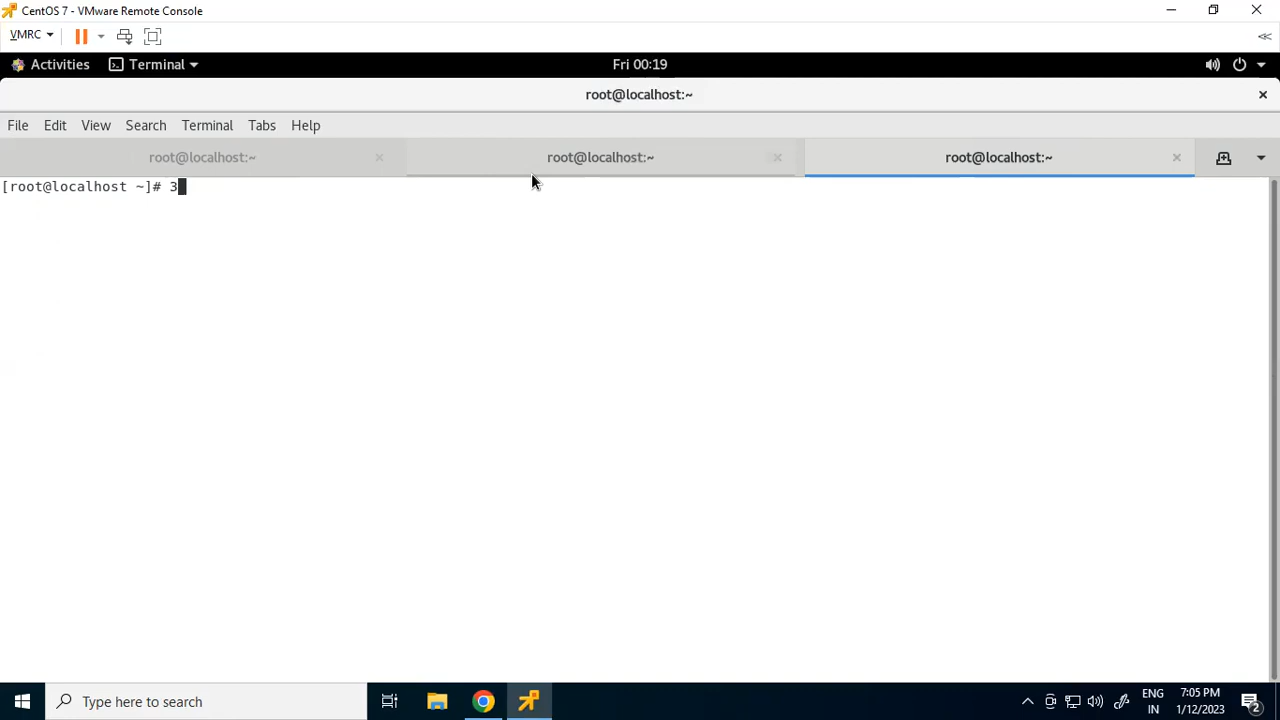 CentOS 7 - VMware Remote Console
VMRC
Activities Terminal Fri 00:19
root@localhost:~
File Edit View Search Terminal Tabs Help
root@localhost:~ root@localhost:~ root@localhost:~
[root@localhost ~]# 3
Type here to search
ENG
IN
7:05 PM
1/12/2023
2